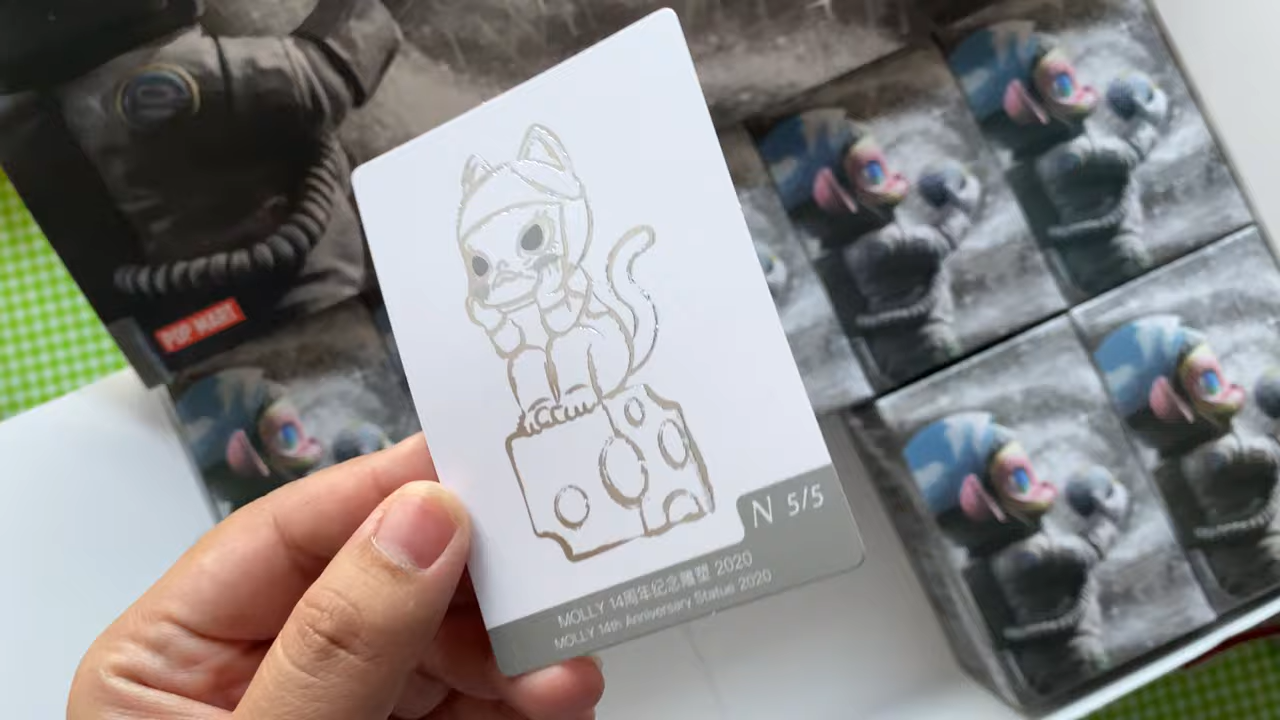 POP MART
N 5/5
MOLLY 14周年纪念雕塑 2020
MOLLY 14th Anniversary Statue 2020